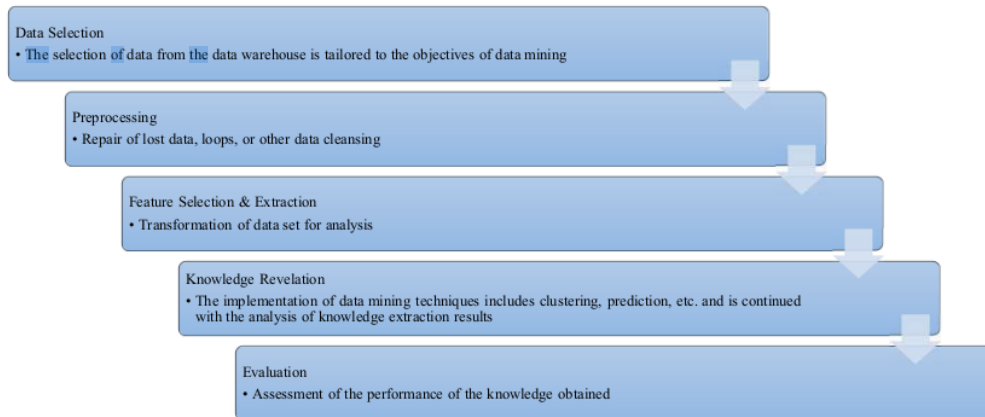 Data Selection
• The selection of data from the data warehouse is tailored to the objectives of data mining
Preprocessing
• Repair of lost data, loops, or other data cleansing
Feature Selection & Extraction
• Transformation of data set for analysis
Knowledge Revelation
• The implementation of data mining techniques includes clustering, prediction, etc. and is continued
with the analysis of knowledge extraction results
Evaluation
• Assessment of the performance of the knowledge obtained